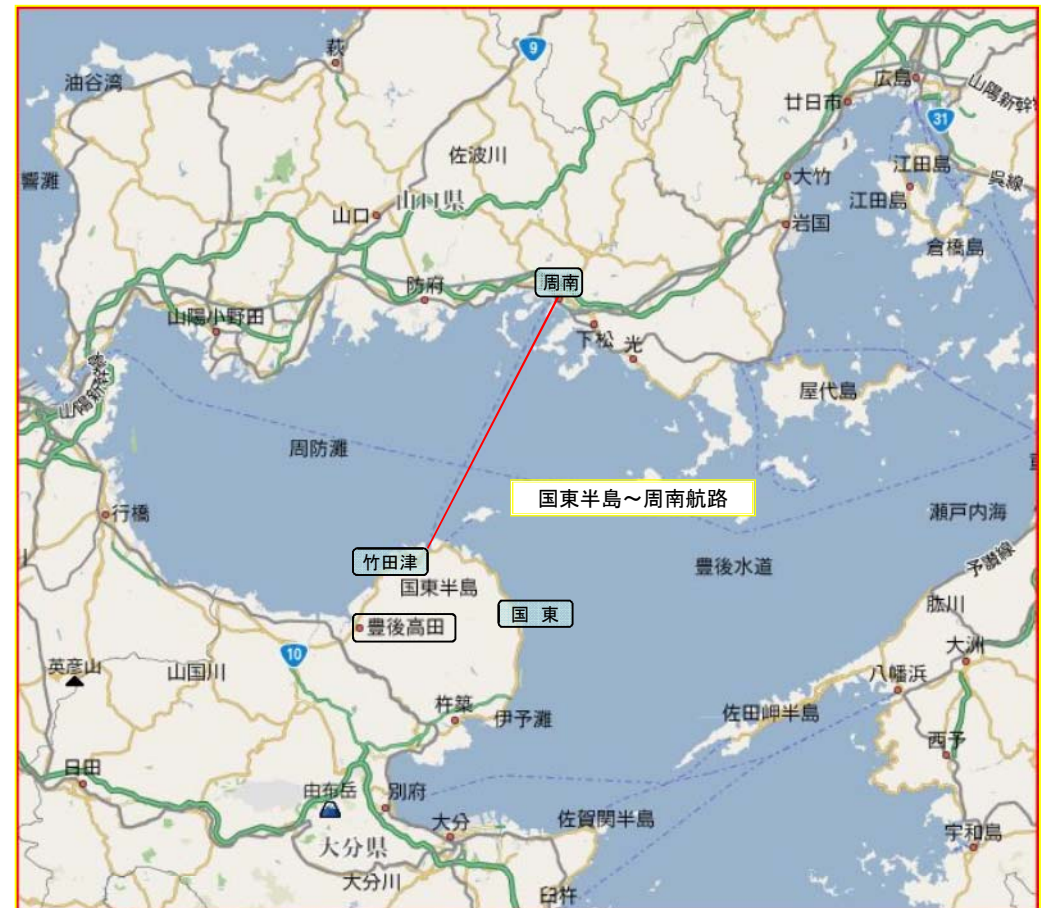 萩
9
油谷湾
広島
山陽新幹
廿日市
31
佐波川
江田島
響灘
大竹
呉線
山口
山口県
江田島
岩国
倉橋島
周南
防府
山陽小野田
下松
光
山陽新幹線
屋代島
周防灘
国東半島~周南航路
行橋
瀬戸内海
竹田津
豊後水道
予讃線
国東半島
国 東
肱川
豊後高田
10
大洲
英彦山
山国川
八幡浜
杵築
伊予灘
佐田岬半島
西予
日田
由布岳
別府
大分
佐賀関半島
宇和島
大分県
大分川
臼杵